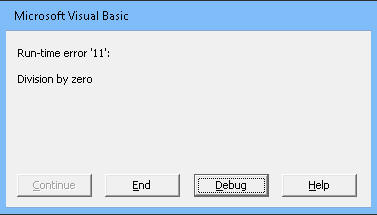 Microsoft Visual Basic
Run-time error '11':
Division by zero
Continue
End
Debug
Help